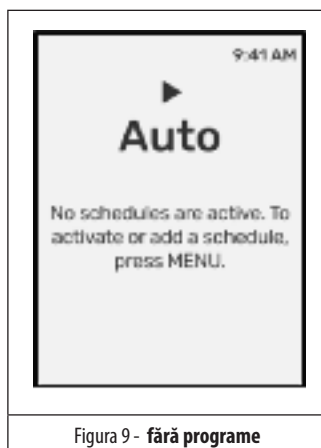 9:41 AM
Auto
No schedules are active. To
activate or add a schedule,
press MENU.
Figura 9 - fără programe